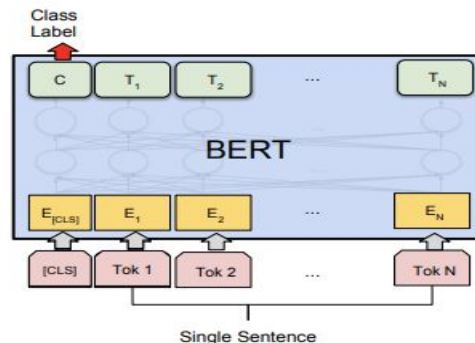 Class
Label
C T1 T2 ... TN
BERT
E[CLS] E1 E2 ... EN
[CLS] Tok 1 Tok 2 ... Tok N
Single Sentence